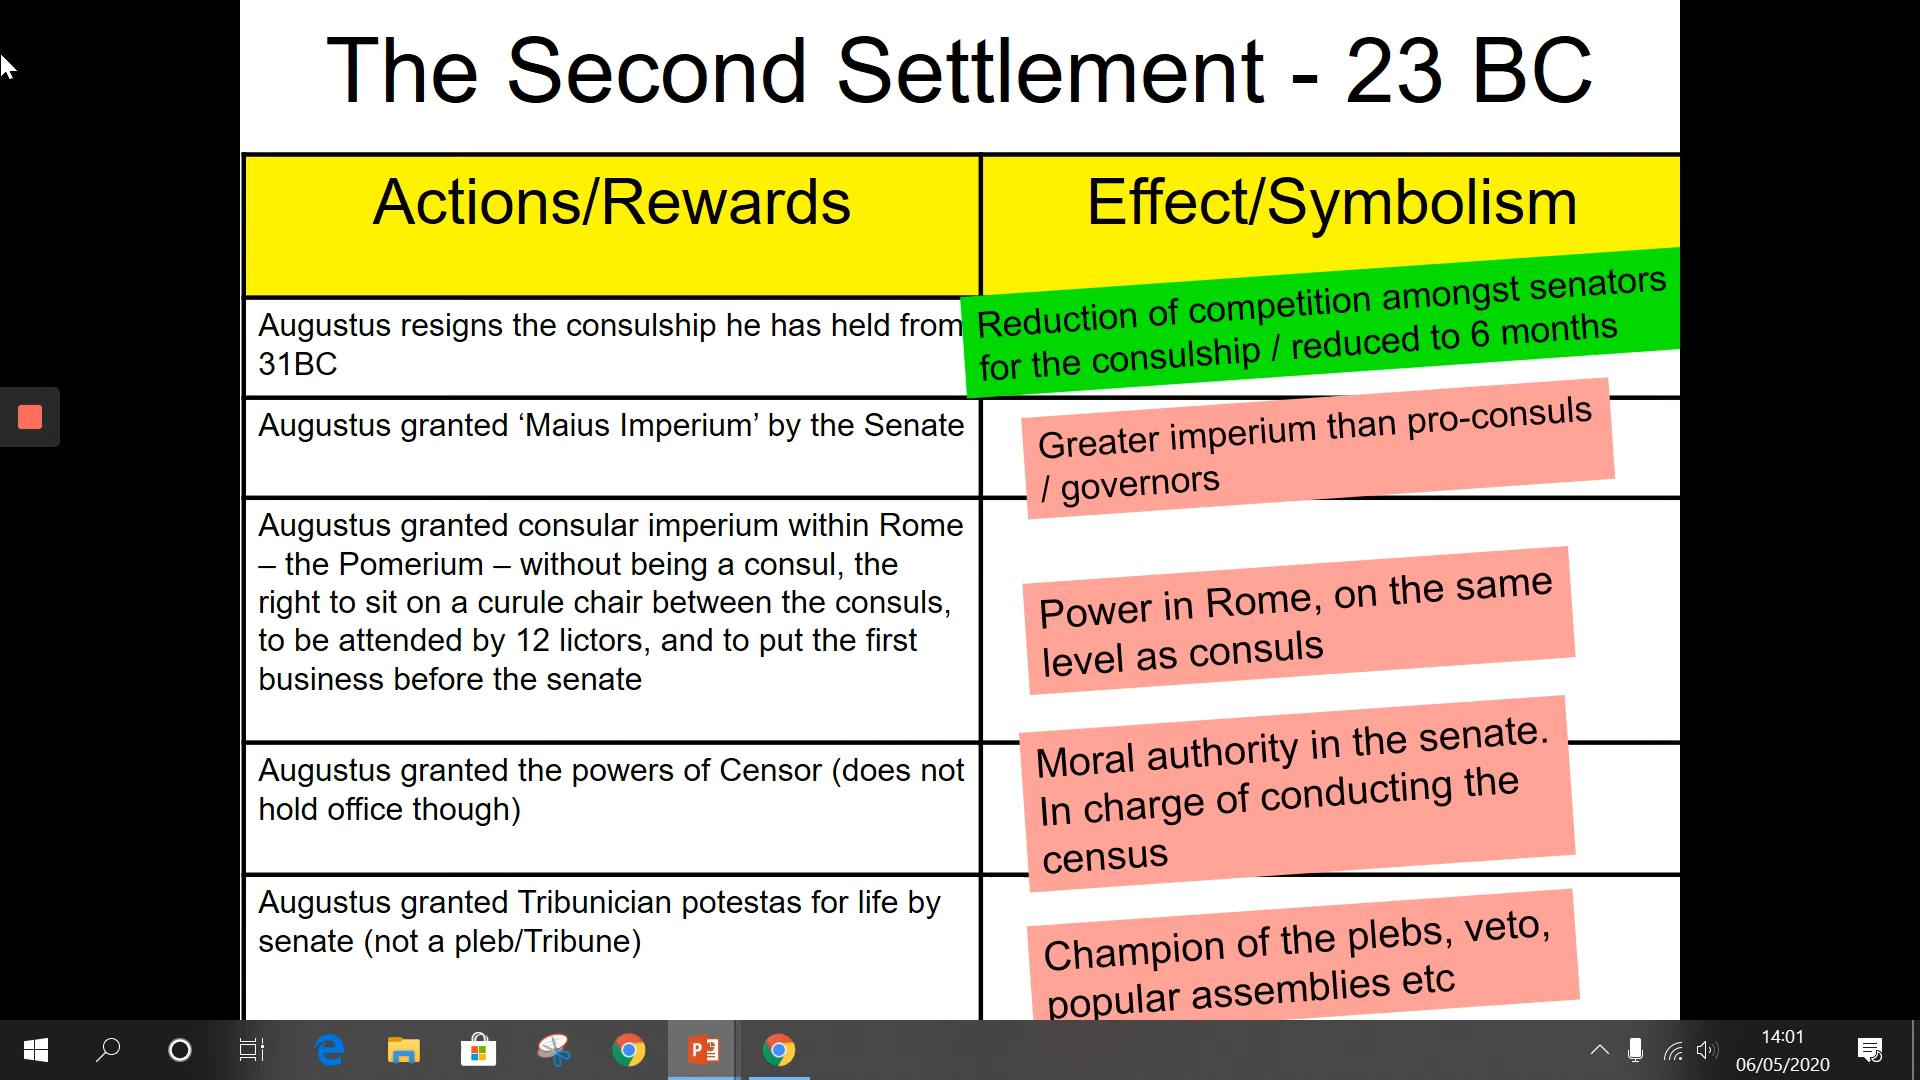 The Second Settlement - 23 BC
Actions/Rewards
Effect/Symbolism
Augustus resigns the consulship he has held from
31BC
Reduction of competition amongst senators
for the consulship / reduced to 6 months
Augustus granted ‘Maius Imperium’ by the Senate
Greater imperium than pro-consuls
/ governors
Augustus granted consular imperium within Rome
– the Pomerium – without being a consul, the
right to sit on a curule chair between the consuls,
to be attended by 12 lictors, and to put the first
business before the senate
Power in Rome, on the same
level as consuls
Augustus granted the powers of Censor (does not
hold office though)
Moral authority in the senate.
In charge of conducting the
census
Augustus granted Tribunician potestas for life by
senate (not a pleb/Tribune)
Champion of the plebs, veto,
popular assemblies etc
14:01
06/05/2020